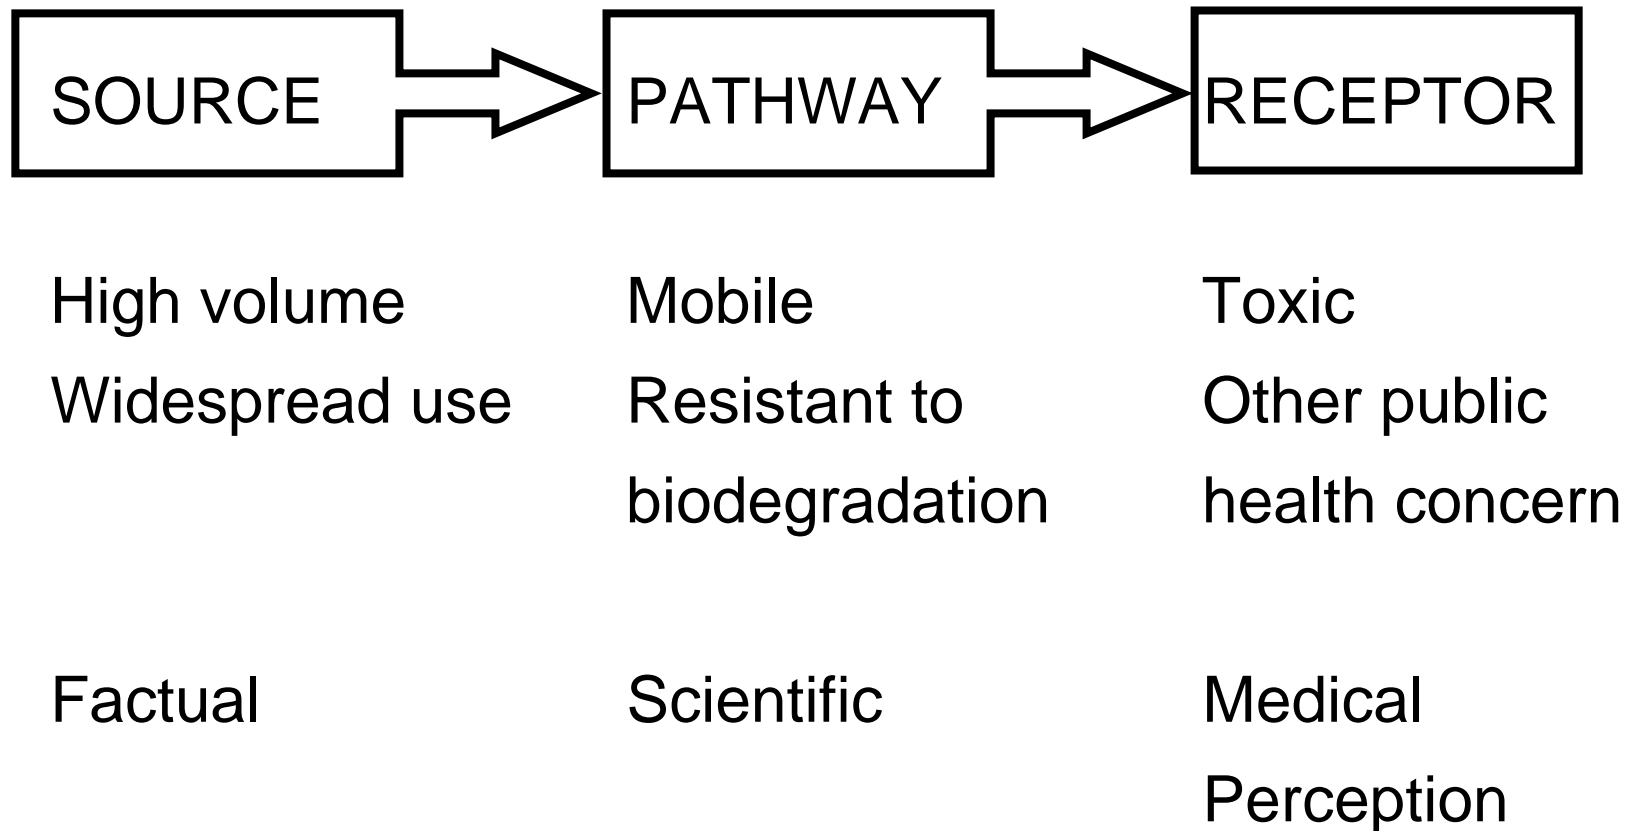 SOURCE PATHWAY RECEPTOR
High volume Mobile Toxic
Widespread use Resistant to Other public
biodegradation health concern
Factual Scientific Medical
Perception